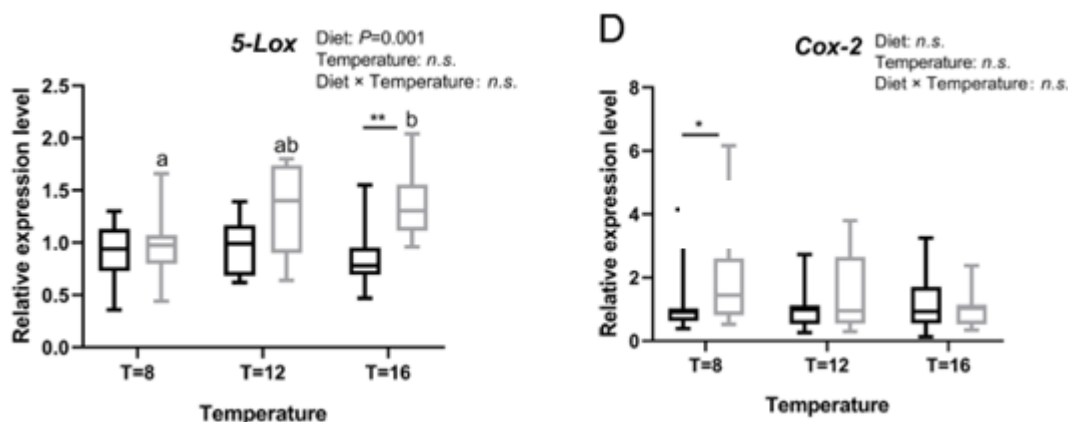 5-Lox
Diet: P=0.001
Temperature: n.s.
Diet × Temperature: n.s.
Relative expression level
2.5
2.0
1.5
1.0
0.5
0.0
a
ab
**
b
T=8
T=12
T=16
Temperature
D
Cox-2
Diet: n.s.
Temperature: n.s.
Diet × Temperature: n.s.
Relative expression level
8
6
4
2
0
*
T=8
T=12
T=16
Temperature